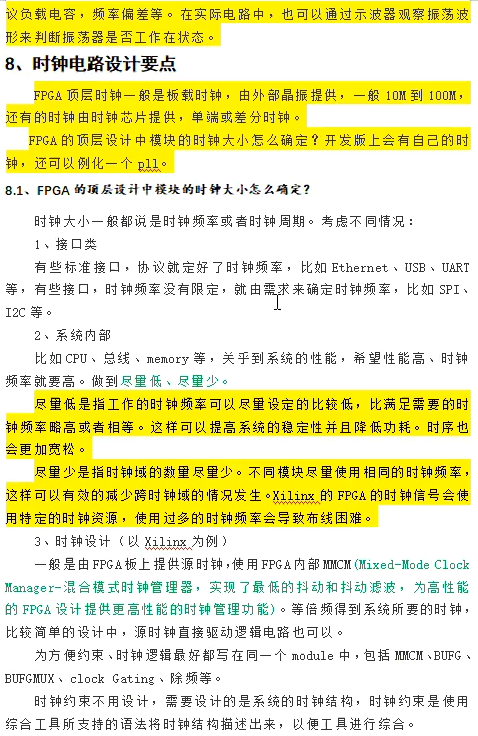 议负载电容，频率偏差等。在实际电路中，也可以通过示波器观察振荡波
形来判断振荡器是否工作在状态。
8、时钟电路设计要点
FPGA 顶层时钟一般是板载时钟，由外部晶振提供，一般 10M 到 100M，
还有的时钟由时钟芯片提供，单端或差分时钟。
FPGA 的顶层设计中模块的时钟大小怎么确定？开发版上会有自己的时
钟，还可以例化一个 pll。
8.1、FPGA 的顶层设计中模块的时钟大小怎么确定？
时钟大小一般都说是时钟频率或者时钟周期。考虑不同情况：
1、接口类
有些标准接口，协议就定好了时钟频率，比如 Ethernet、USB、UART
等，有些接口，时钟频率没有限定，就由需求来确定时钟频率，比如 SPI、
I2C 等。
2、系统内部
比如 CPU、总线、memory 等，关乎到系统的性能，希望性能高、时钟
频率就要高。做到尽量低、尽量少。
尽量低是指工作的时钟频率可以尽量设定的比较低，比满足需要的时
钟频率略高或者相等。这样可以提高系统的稳定性并且降低功耗。时序也
会更加宽松。
尽量少是指时钟域的数量尽量少。不同模块尽量使用相同的时钟频率，
这样可以有效的减少跨时钟域的情况发生。Xilinx 的 FPGA 的时钟信号会使
用特定的时钟资源，使用过多的时钟频率会导致布线困难。
3、时钟设计（以 Xilinx 为例）
一般是由 FPGA 板上提供源时钟，使用 FPGA 内部 MMCM(Mixed-Mode Clock
Manager-混合模式时钟管理器，实现了最低的抖动和抖动滤波，为高性能
的 FPGA 设计提供更高性能的时钟管理功能)。等倍频得到系统所要的时钟，
比较简单的设计中，源时钟直接驱动逻辑电路也可以。
为方便约束、时钟逻辑最好都写在同一个 module 中，包括 MMCM、BUFG、
BUFGMUX、clock Gating、除频等。
时钟约束不用设计，需要设计的是系统的时钟结构，时钟约束是使用
综合工具所支持的语法将时钟结构描述出来，以便工具进行综合。